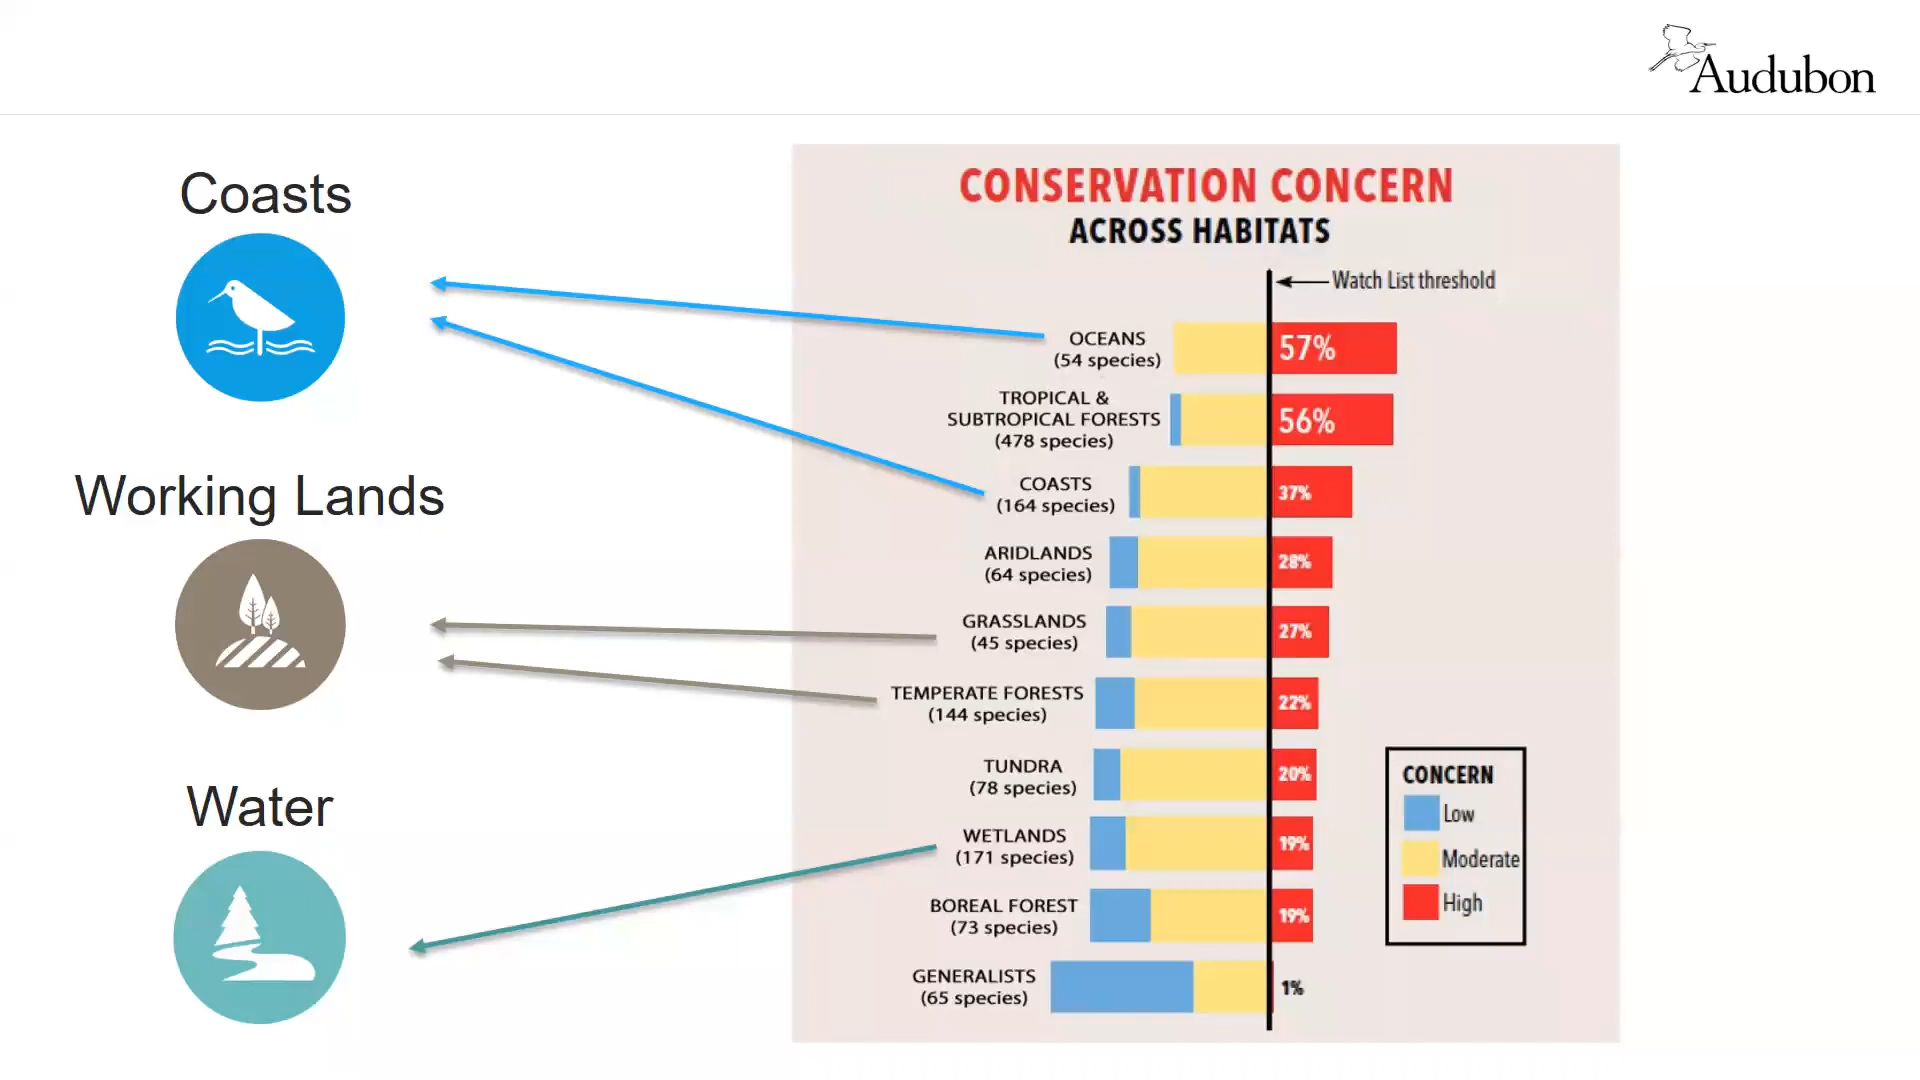 Audubon
Coasts
Working Lands
Water
CONSERVATION CONCERN
ACROSS HABITATS
Watch List threshold
OCEANS
(54 species)
57%
TROPICAL &
SUBTROPICAL FORESTS
(478 species)
56%
COASTS
(164 species)
37%
ARIDLANDS
(64 species)
28%
GRASSLANDS
(45 species)
27%
TEMPERATE FORESTS
(144 species)
22%
TUNDRA
(78 species)
20%
WETLANDS
(171 species)
19%
BOREAL FOREST
(73 species)
19%
GENERALISTS
(65 species)
1%
CONCERN
Low
Moderate
High